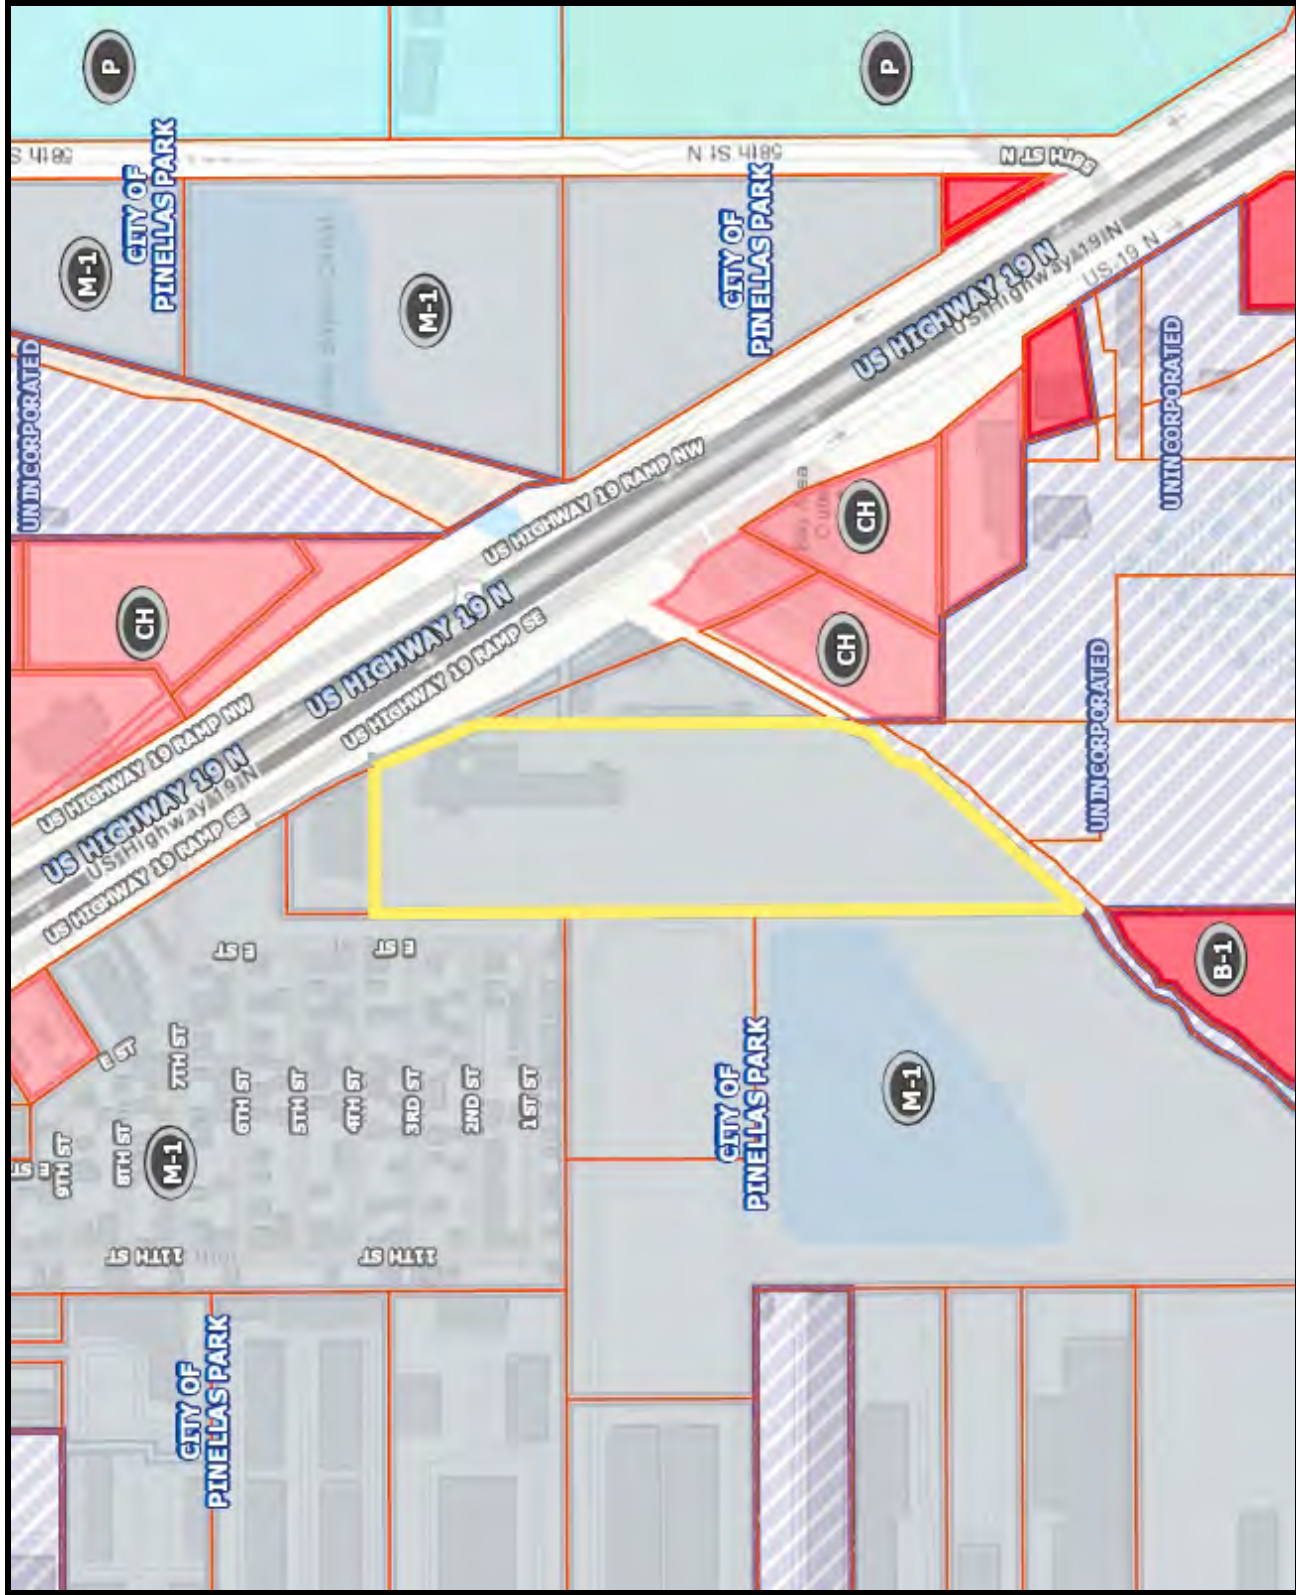 P
P
58th S
58th St N
58TH ST N
CITY OF
PINELLAS PARK
CITY OF
PINELLAS PARK
M-1
M-1
US HIGHWAY 19 N
US Highway 19 N
US-19 N
UNINCORPORATED
UNINCORPORATED
US HIGHWAY 19 RAMP NW
CH
CH
CH
US HIGHWAY 19 N
US HIGHWAY 19 RAMP SE
US HIGHWAY 19 RAMP NW
US HIGHWAY 19 N
US Highway 19 N
US HIGHWAY 19 RAMP SE
UNINCORPORATED
E ST
E ST
B-1
E ST
7TH ST
6TH ST
5TH ST
4TH ST
3RD ST
2ND ST
1ST ST
CITY OF
PINELLAS PARK
M-1
E ST
9TH ST
8TH ST
M-1
11TH ST
11TH ST
CITY OF
PINELLAS PARK